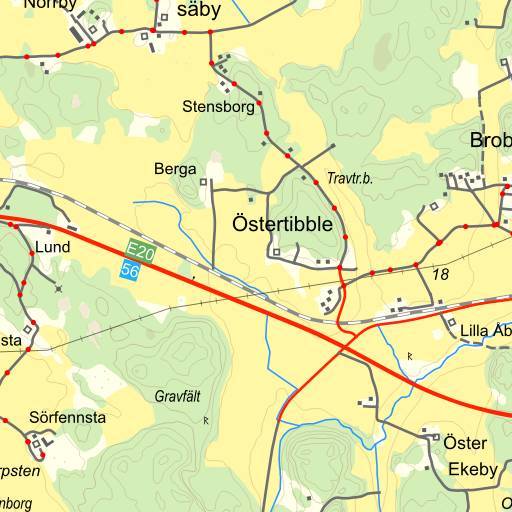 Norrby
säby
Stensborg
Brob
Berga
Travtr.b.
Östertibble
E20
56
Lund
18
Lilla Åb
sta
Gravfält
R
R
Sörfennsta
Öster
Ekeby
rpsten
nborg